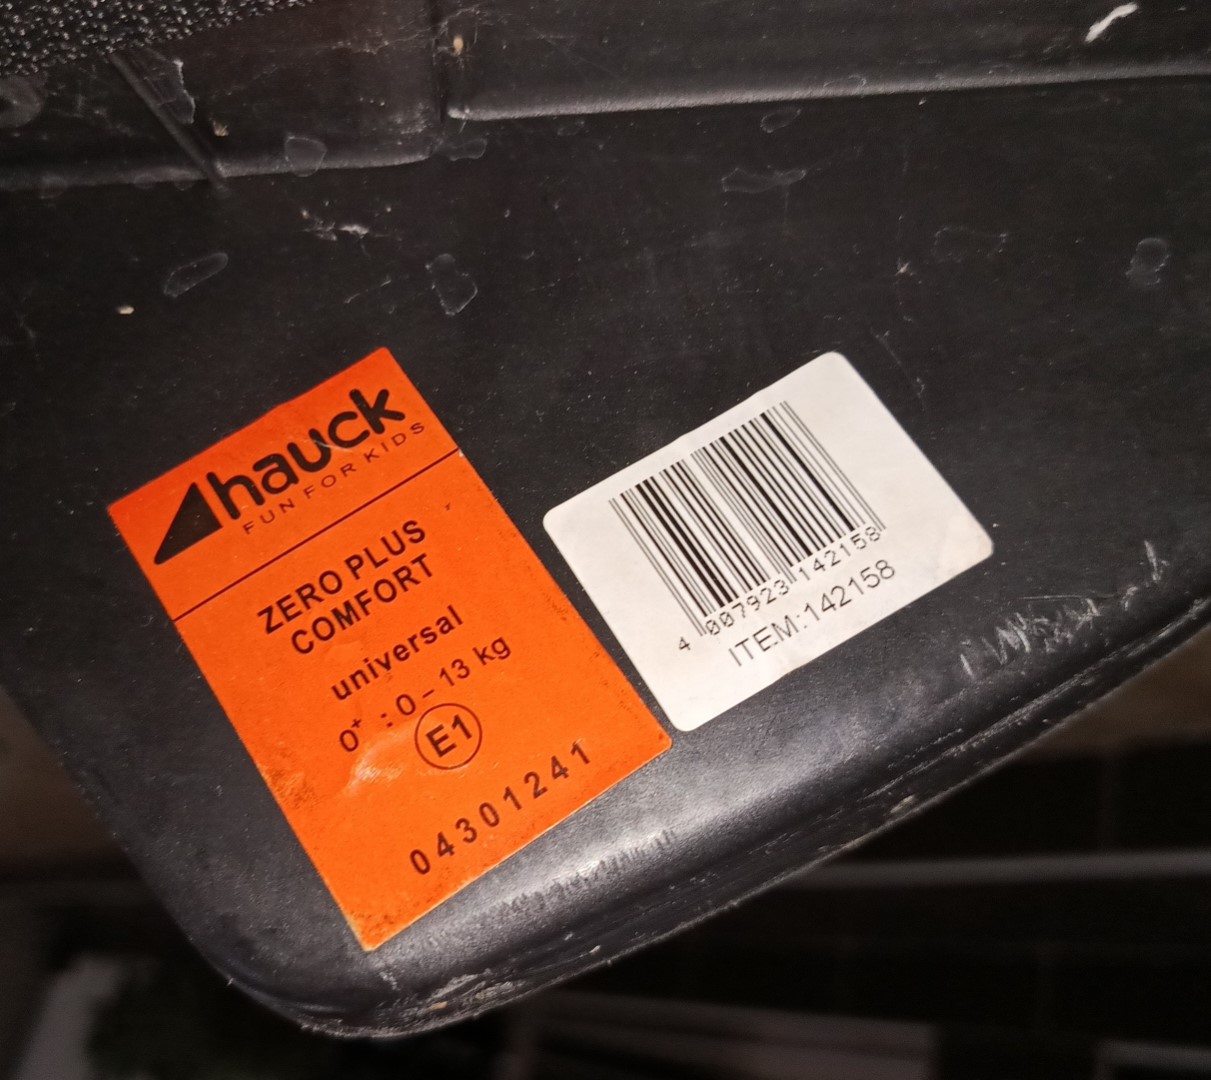 hauck
FUN FOR KIDS
ZERO PLUS
COMFORT
universal
0+ : 0 – 13 kg
E1
04301241
4 007923 142158
ITEM:142158